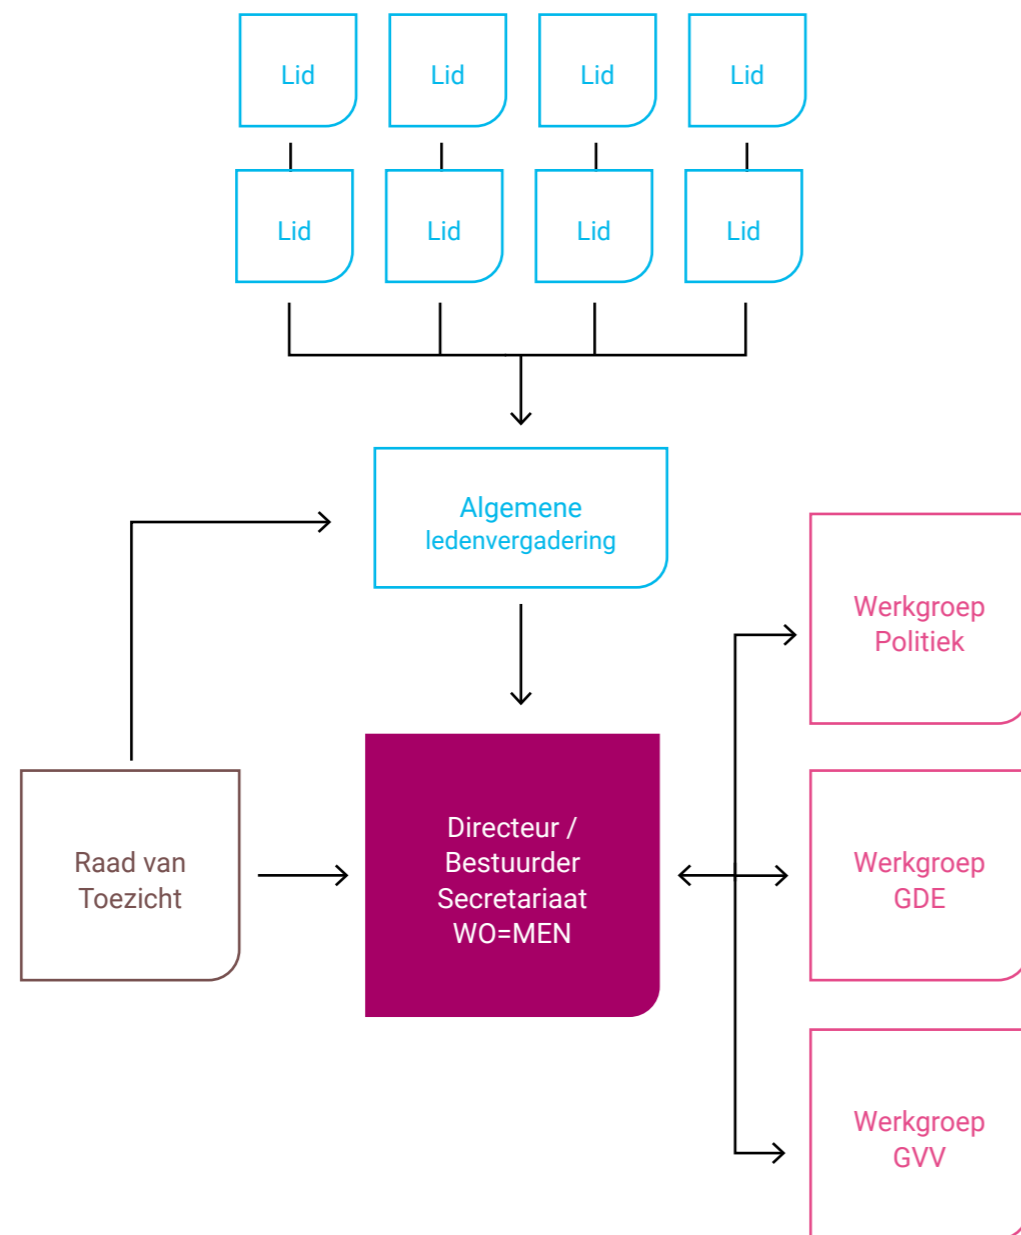 Lid
Lid
Lid
Lid
Lid
Lid
Lid
Lid
Algemene
ledenvergadering
Werkgroep
Politiek
Raad van
Toezicht
Directeur /
Bestuurder
Secretariaat
WO=MEN
Werkgroep
GDE
Werkgroep
GVV